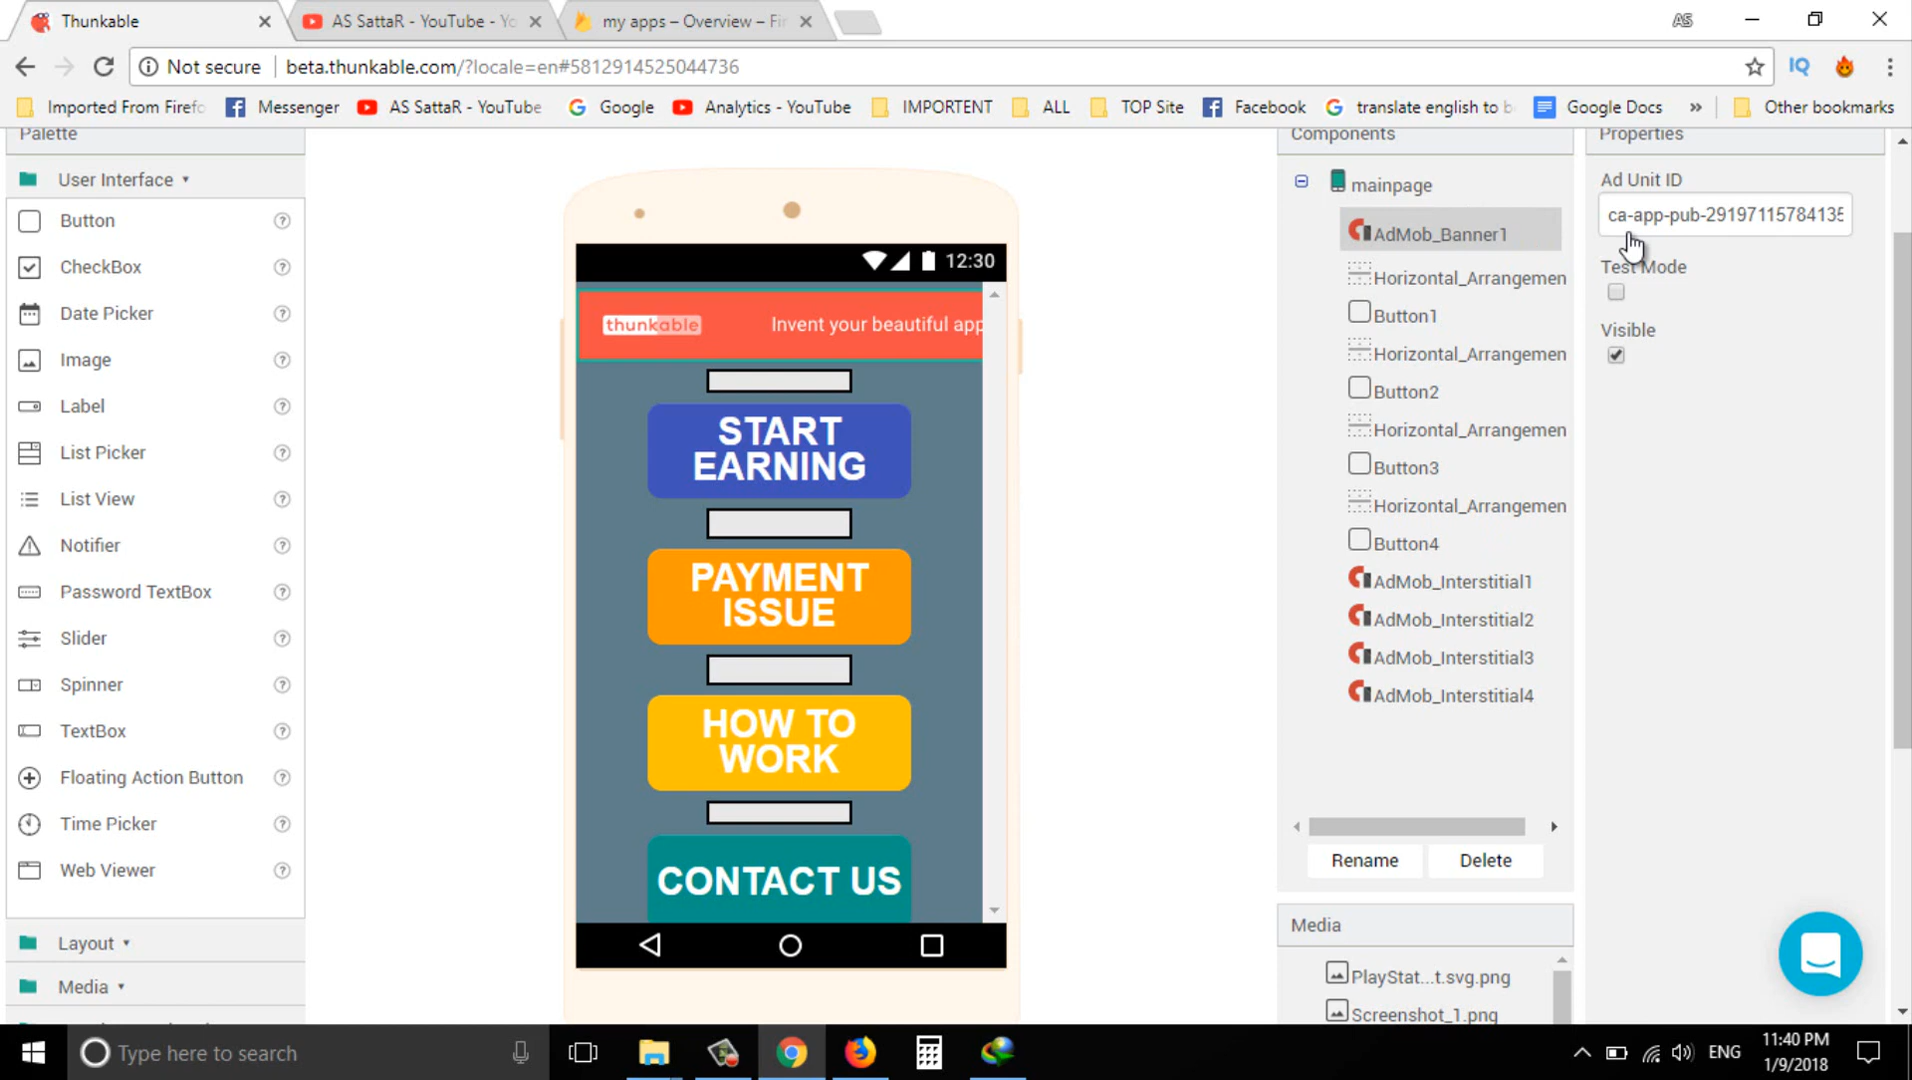 Thunkable
AS SattaR - YouTube - Yo
my apps – Overview – Fir
AS
Not secure
beta.thunkable.com/?locale=en#5812914525044736
IQ
Imported From Firefo
Messenger
AS SattaR - YouTube
Google
Analytics - YouTube
IMPORTENT
ALL
TOP Site
Facebook
translate english to b
Google Docs
»
Other bookmarks
Palette
User Interface
Button
CheckBox
Date Picker
Image
Label
List Picker
List View
Notifier
Password TextBox
Slider
Spinner
TextBox
Floating Action Button
Time Picker
Web Viewer
Layout
Media
12:30
thunkable
Invent your beautiful app
START
EARNING
PAYMENT
ISSUE
HOW TO
WORK
CONTACT US
Components
mainpage
AdMob_Banner1
Horizontal_Arrangemen
Button1
Horizontal_Arrangemen
Button2
Horizontal_Arrangemen
Button3
Horizontal_Arrangemen
Button4
AdMob_Interstitial1
AdMob_Interstitial2
AdMob_Interstitial3
AdMob_Interstitial4
Rename
Delete
Media
PlayStat...t.svg.png
Screenshot_1.png
Properties
Ad Unit ID
ca-app-pub-29197115784135
Test Mode
Visible
Type here to search
ENG
11:40 PM
1/9/2018